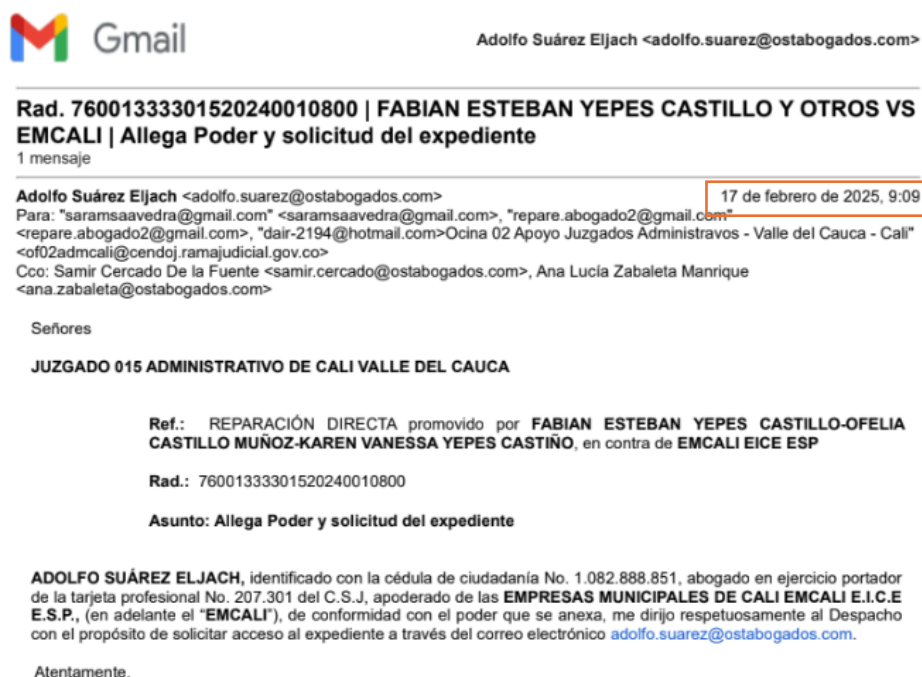 Gmail
Adolfo Suárez Eljach <adolfo.suarez@ostabogados.com>
Rad. 76001333301520240010800 | FABIAN ESTEBAN YEPES CASTILLO Y OTROS VS
EMCALI | Allega Poder y solicitud del expediente
1 mensaje
Adolfo Suárez Eljach <adolfo.suarez@ostabogados.com> 17 de febrero de 2025, 9:09
Para: "saramsaavedra@gmail.com" <saramsaavedra@gmail.com>, "repare.abogado2@gmail.com"
<repare.abogado2@gmail.com>, "dair-2194@hotmail.com>Ocina 02 Apoyo Juzgados Administravos - Valle del Cauca - Cali"
<of02admcali@cendoj.ramajudicial.gov.co>
Cco: Samir Cercado De la Fuente <samir.cercado@ostabogados.com>, Ana Lucía Zabaleta Manrique
<ana.zabaleta@ostabogados.com>
Señores
JUZGADO 015 ADMINISTRATIVO DE CALI VALLE DEL CAUCA
Ref.: REPARACIÓN DIRECTA promovido por FABIAN ESTEBAN YEPES CASTILLO-OFELIA
CASTILLO MUÑOZ-KAREN VANESSA YEPES CASTIÑO, en contra de EMCALI EICE ESP
Rad.: 76001333301520240010800
Asunto: Allega Poder y solicitud del expediente
ADOLFO SUÁREZ ELJACH, identificado con la cédula de ciudadanía No. 1.082.888.851, abogado en ejercicio portador
de la tarjeta profesional No. 207.301 del C.S.J, apoderado de las EMPRESAS MUNICIPALES DE CALI EMCALI E.I.C.E
E.S.P., (en adelante el “EMCALI”), de conformidad con el poder que se anexa, me dirijo respetuosamente al Despacho
con el propósito de solicitar acceso al expediente a través del correo electrónico adolfo.suarez@ostabogados.com.
Atentamente,